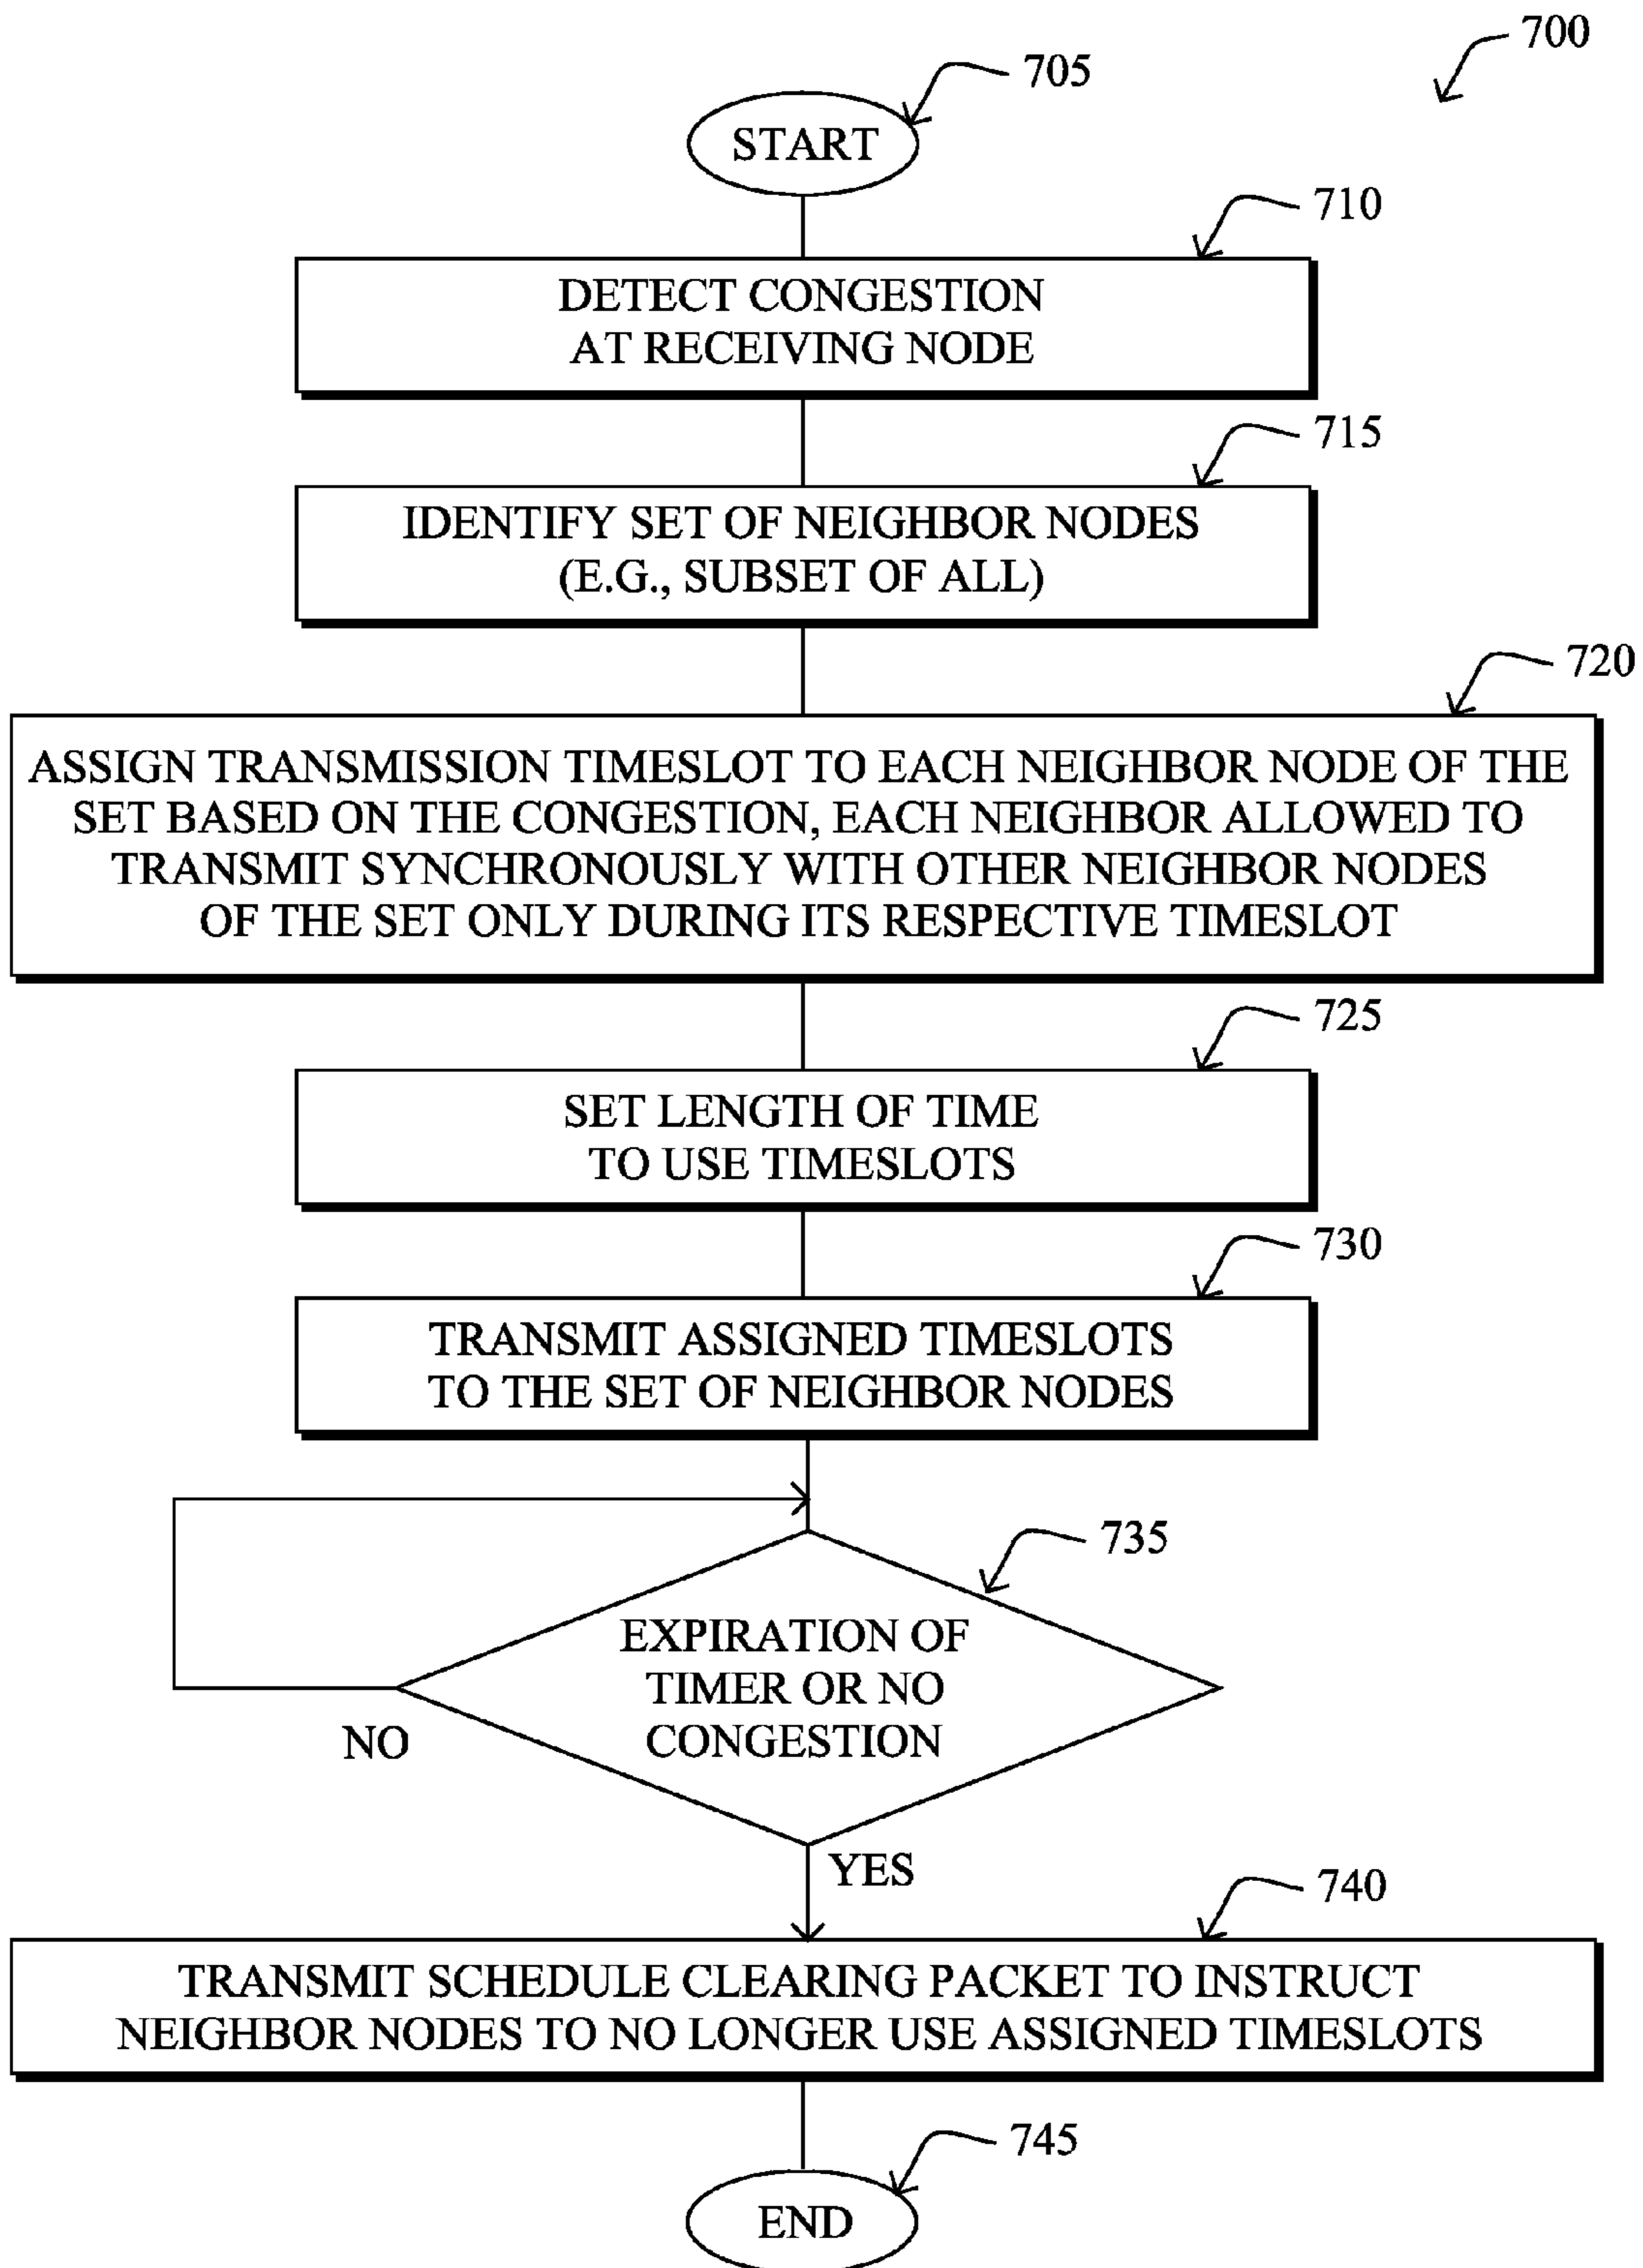 700
705
START
710
DETECT CONGESTION
AT RECEIVING NODE
715
IDENTIFY SET OF NEIGHBOR NODES
(E.G., SUBSET OF ALL)
720
ASSIGN TRANSMISSION TIMESLOT TO EACH NEIGHBOR NODE OF THE
SET BASED ON THE CONGESTION, EACH NEIGHBOR ALLOWED TO
TRANSMIT SYNCHRONOUSLY WITH OTHER NEIGHBOR NODES
OF THE SET ONLY DURING ITS RESPECTIVE TIMESLOT
725
SET LENGTH OF TIME
TO USE TIMESLOTS
730
TRANSMIT ASSIGNED TIMESLOTS
TO THE SET OF NEIGHBOR NODES
735
EXPIRATION OF
TIMER OR NO
CONGESTION
NO
YES
740
TRANSMIT SCHEDULE CLEARING PACKET TO INSTRUCT
NEIGHBOR NODES TO NO LONGER USE ASSIGNED TIMESLOTS
745
END